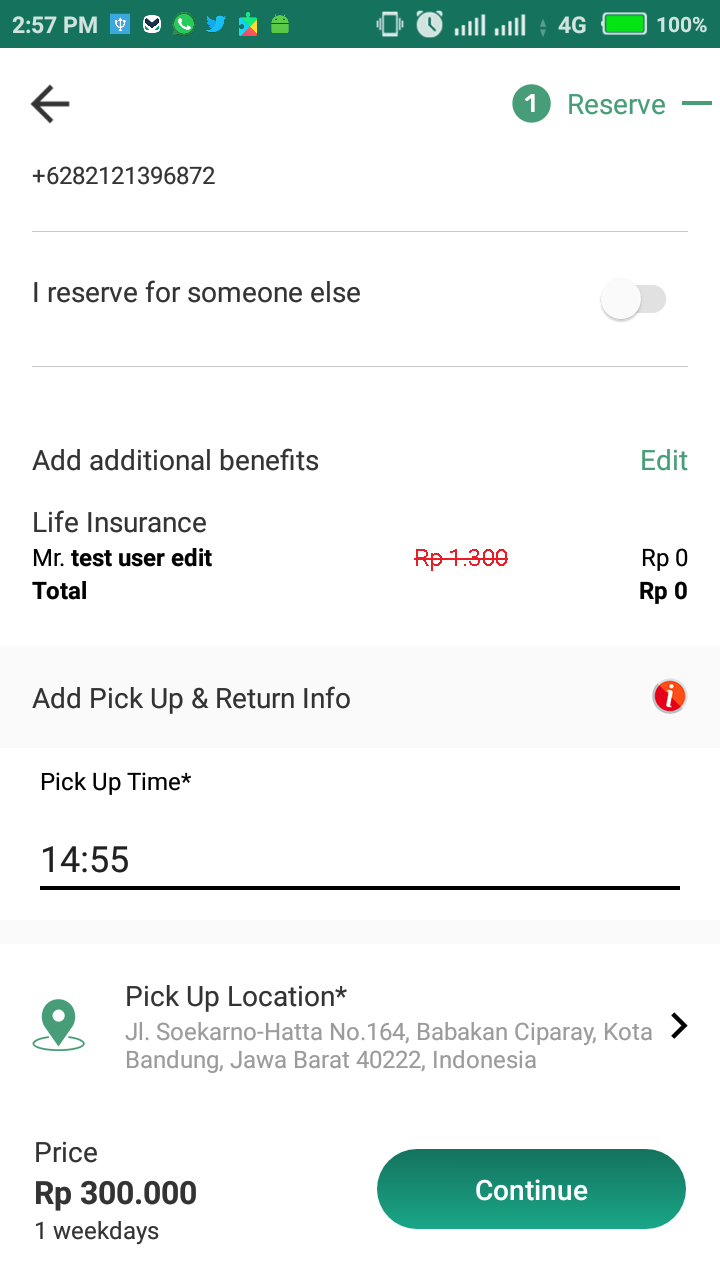 2:57 PM 4G 100%
1 Reserve
+6282121396872
I reserve for someone else
Add additional benefits Edit
Life Insurance
Mr. test user edit Rp 1.300 Rp 0
Total Rp 0
Add Pick Up & Return Info i
Pick Up Time*
14:55
Pick Up Location*
Jl. Soekarno-Hatta No.164, Babakan Ciparay, Kota
Bandung, Jawa Barat 40222, Indonesia
Price
Rp 300.000
1 weekdays
Continue